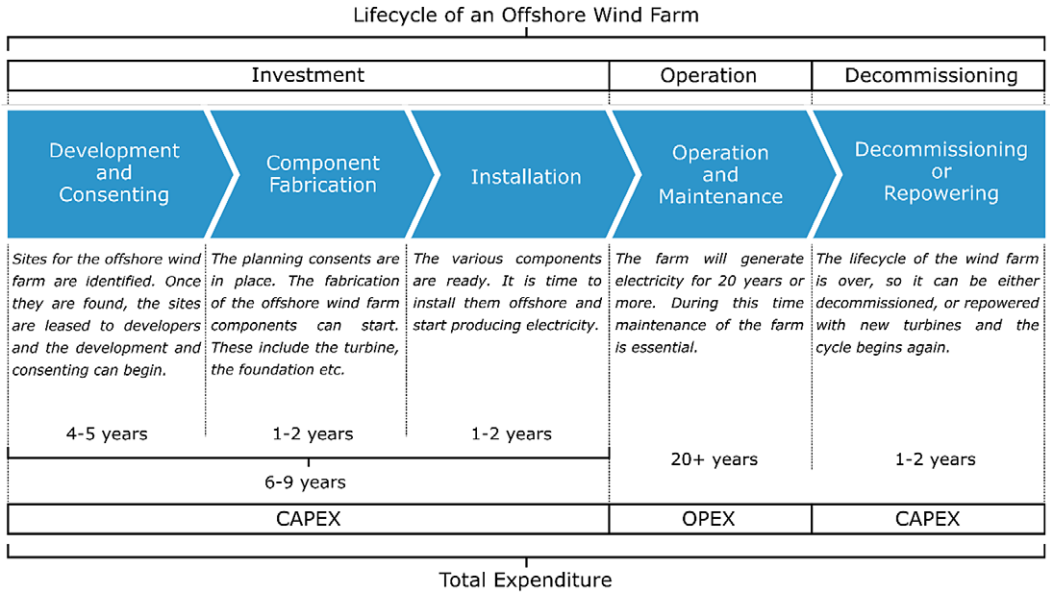 Lifecycle of an Offshore Wind Farm
Investment
Operation
Decommissioning
Development
and
Consenting
Component
Fabrication
Installation
Operation
and
Maintenance
Decommissioning
or
Repowering
Sites for the offshore wind
farm are identified. Once
they are found, the sites
are leased to developers
and the development and
consenting can begin.
The planning consents are
in place. The fabrication
of the offshore wind farm
components can start.
These include the turbine,
the foundation etc.
The various components
are ready. It is time to
install them offshore and
start producing electricity.
The farm will generate
electricity for 20 years or
more. During this time
maintenance of the farm
is essential.
The lifecycle of the wind farm
is over, so it can be either
decommissioned, or repowered
with new turbines and the
cycle begins again.
4-5 years
1-2 years
1-2 years
20+ years
1-2 years
6-9 years
CAPEX
OPEX
CAPEX
Total Expenditure